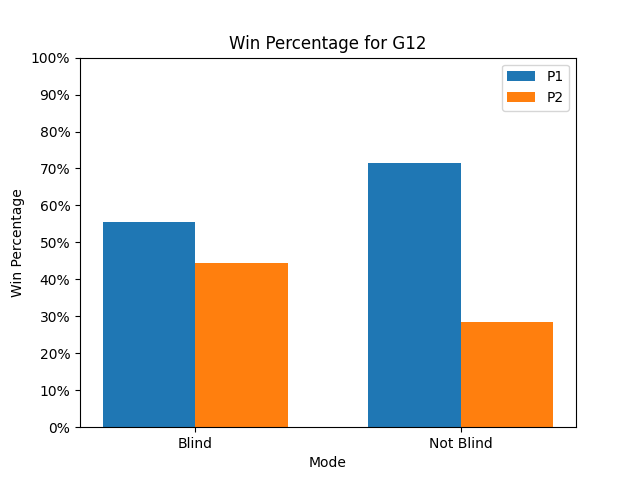 Win Percentage for G12
100%
90%
80%
70%
60%
50%
40%
30%
20%
10%
0%
Win Percentage
P1
P2
Blind
Not Blind
Mode